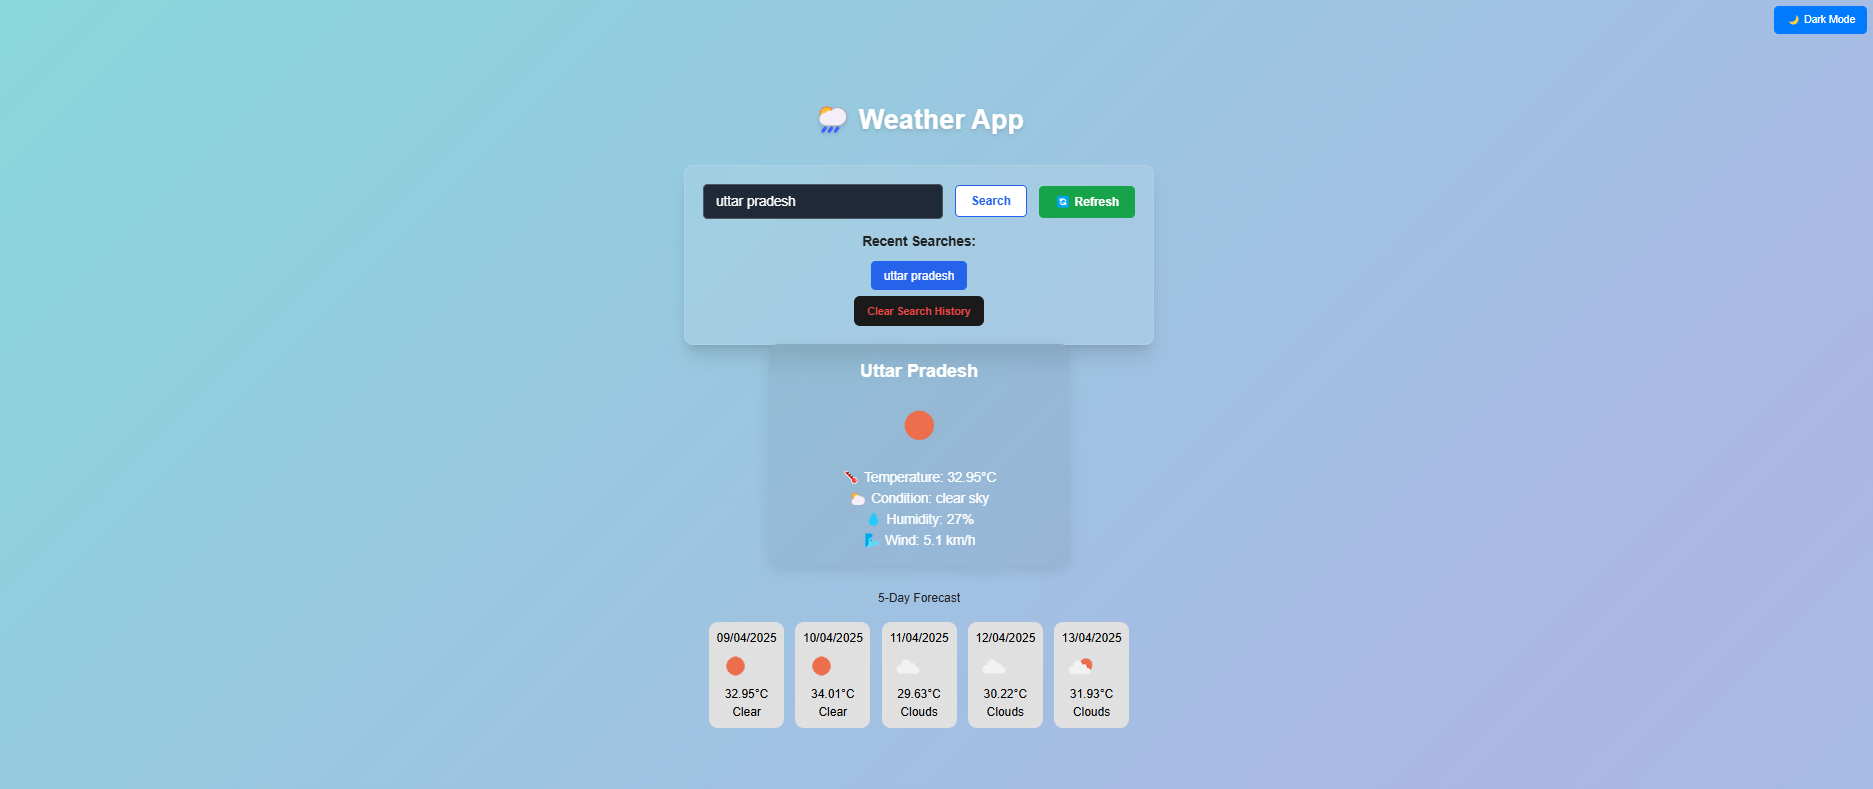 Dark Mode
Weather App
uttar pradesh
Search
Refresh
Recent Searches:
uttar pradesh
Clear Search History
Uttar Pradesh
Temperature: 32.95°C
Condition: clear sky
Humidity: 27%
Wind: 5.1 km/h
5-Day Forecast
09/04/2025
32.95°C
Clear
10/04/2025
34.01°C
Clear
11/04/2025
29.63°C
Clouds
12/04/2025
30.22°C
Clouds
13/04/2025
31.93°C
Clouds